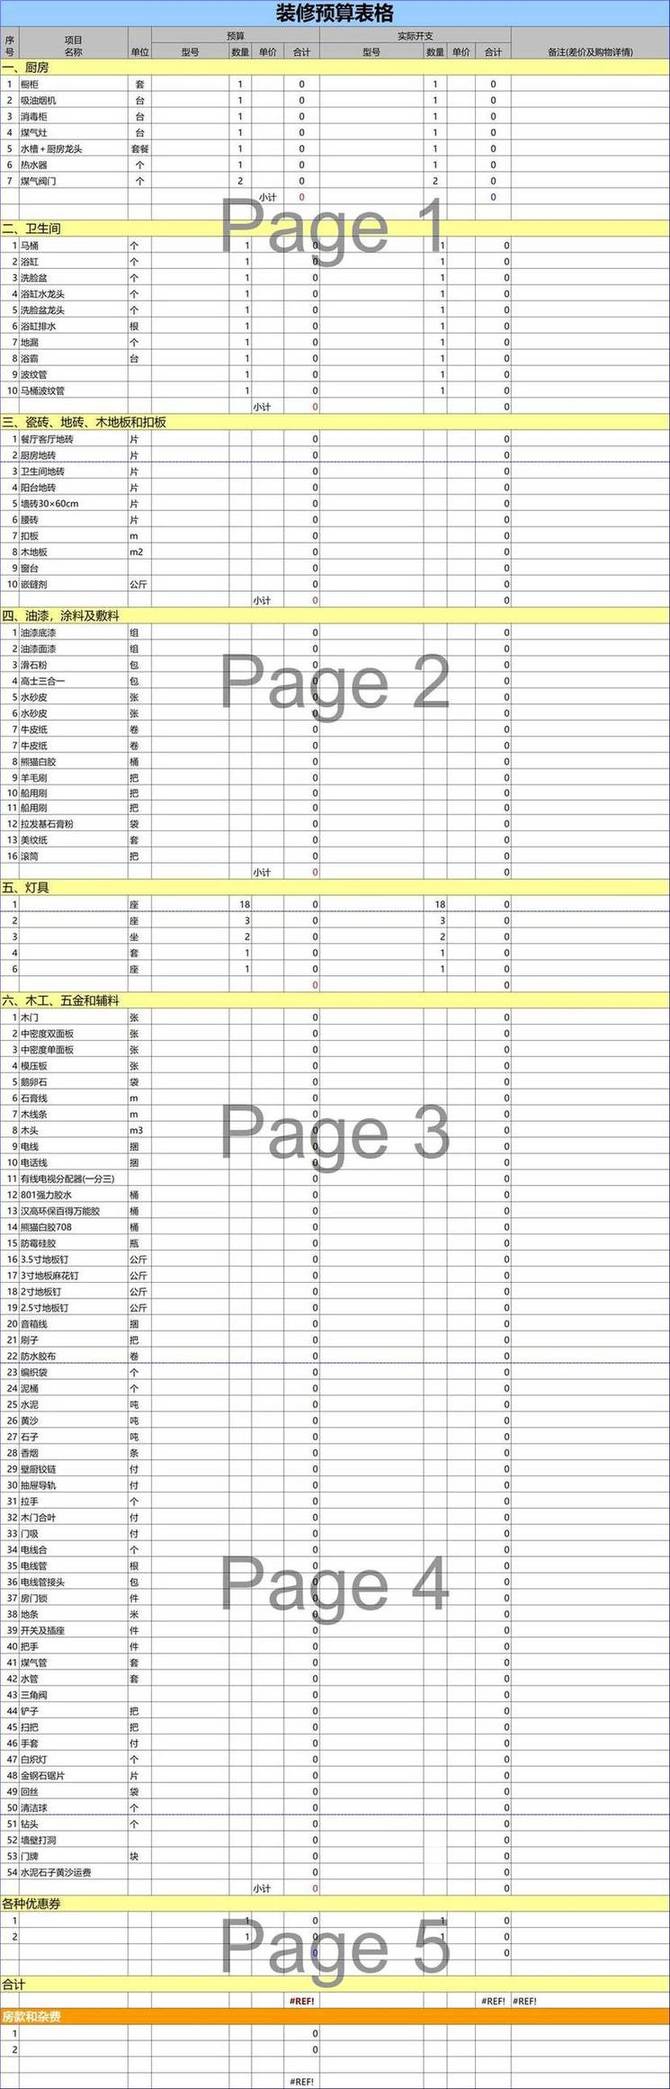 装修预算表格
序号 项目名称 单位 预算 实际开支 备注(差价及购物详情)
型号 数量 单价 合计 型号 数量 单价 合计
一、厨房
1 橱柜 套 1 0 1 0
2 吸油烟机 台 1 0 1 0
3 消毒柜 台 1 0 1 0
4 煤气灶 台 1 0 1 0
5 水槽+厨房龙头 套餐 1 0 1 0
6 热水器 个 1 0 1 0
7 煤气阀门 个 2 0 2 0
小计 0 0
Page 1
二、卫生间
1 马桶 个 1 0 1 0
2 浴缸 个 1 0 1 0
3 洗脸盆 个 1 0 1 0
4 浴缸水龙头 个 1 0 1 0
5 洗脸盆龙头 个 1 0 1 0
6 浴缸排水 根 1 0 1 0
7 地漏 个 1 0 1 0
8 浴霸 台 1 0 1 0
9 波纹管 1 0 1 0
10 马桶波纹管 1 0 1 0
小计 0 0
三、瓷砖、地砖、木地板和扣板
1 餐厅客厅地砖 片 0 0
2 厨房地砖 片 0 0
3 卫生间地砖 片 0 0
4 阳台地砖 片 0 0
5 墙砖30×60cm 片 0 0
6 腰砖 片 0 0
7 扣板 m 0 0
8 木地板 m2 0 0
9 窗台 0 0
10 嵌缝剂 公斤 0 0
小计 0 0
四、油漆，涂料及敷料
1 油漆底漆 组 0 0
2 油漆面漆 组 0 0
3 滑石粉 包 0 0
Page 2
4 高士三合一 包 0 0
5 水砂皮 张 0 0
6 水砂皮 张 0 0
7 牛皮纸 卷 0 0
7 牛皮纸 卷 0 0
8 熊猫白胶 桶 0 0
9 羊毛刷 把 0 0
10 船用刷 把 0 0
11 船用刷 把 0 0
12 拉发基石膏粉 袋 0 0
13 美纹纸 套 0 0
16 滚筒 把 0 0
小计 0 0
五、灯具
1 座 18 0 18 0
2 座 3 0 3 0
3 坐 2 0 2 0
4 套 1 0 1 0
6 座 1 0 1 0
0 0
六、木工、五金和辅料
1 木门 张 0 0
2 中密度双面板 张 0 0
3 中密度单面板 张 0 0
4 模压板 张 0 0
5 鹅卵石 袋 0 0
6 石膏线 m 0 0
7 木线条 m 0 0
Page 3
8 木头 m3 0 0
9 电线 捆 0 0
10 电话线 捆 0 0
11 有线电视分配器(一分三) 0 0
12 801强力胶水 桶 0 0
13 汉高环保百得万能胶 桶 0 0
14 熊猫白胶708 桶 0 0
15 防霉硅胶 瓶 0 0
16 3.5寸地板钉 公斤 0 0
17 3寸地板麻花钉 公斤 0 0
18 2寸地板钉 公斤 0 0
19 2.5寸地板钉 公斤 0 0
20 音箱线 捆 0 0
21 刷子 把 0 0
22 防水胶布 卷 0 0
23 编织袋 个 0 0
24 泥桶 个 0 0
25 水泥 吨 0 0
26 黄沙 吨 0 0
27 石子 吨 0 0
28 香烟 条 0 0
29 壁厨铰链 付 0 0
30 抽屉导轨 付 0 0
31 拉手 个 0 0
32 木门合叶 付 0 0
33 门吸 付 0 0
34 电线合 个 0 0
35 电线管 根 0 0
Page 4
36 电线管接头 包 0 0
37 房门锁 件 0 0
38 地条 米 0 0
39 开关及插座 件 0 0
40 把手 件 0 0
41 煤气管 套 0 0
42 水管 套 0 0
43 三角阀 0 0
44 铲子 把 0 0
45 扫把 把 0 0
46 手套 付 0 0
47 白炽灯 个 0 0
48 金钢石锯片 片 0 0
49 回丝 袋 0 0
50 清洁球 个 0 0
51 钻头 个 0 0
52 墙壁打洞 0 0
53 门牌 块 0 0
54 水泥石子黄沙运费 0 0
小计 0 0
各种优惠券
1 1 0 1 0
2 1 0 1 0
Page 5
0 0
合计
#REF! #REF! #REF!
房款和杂费
1 0
2 0
#REF!